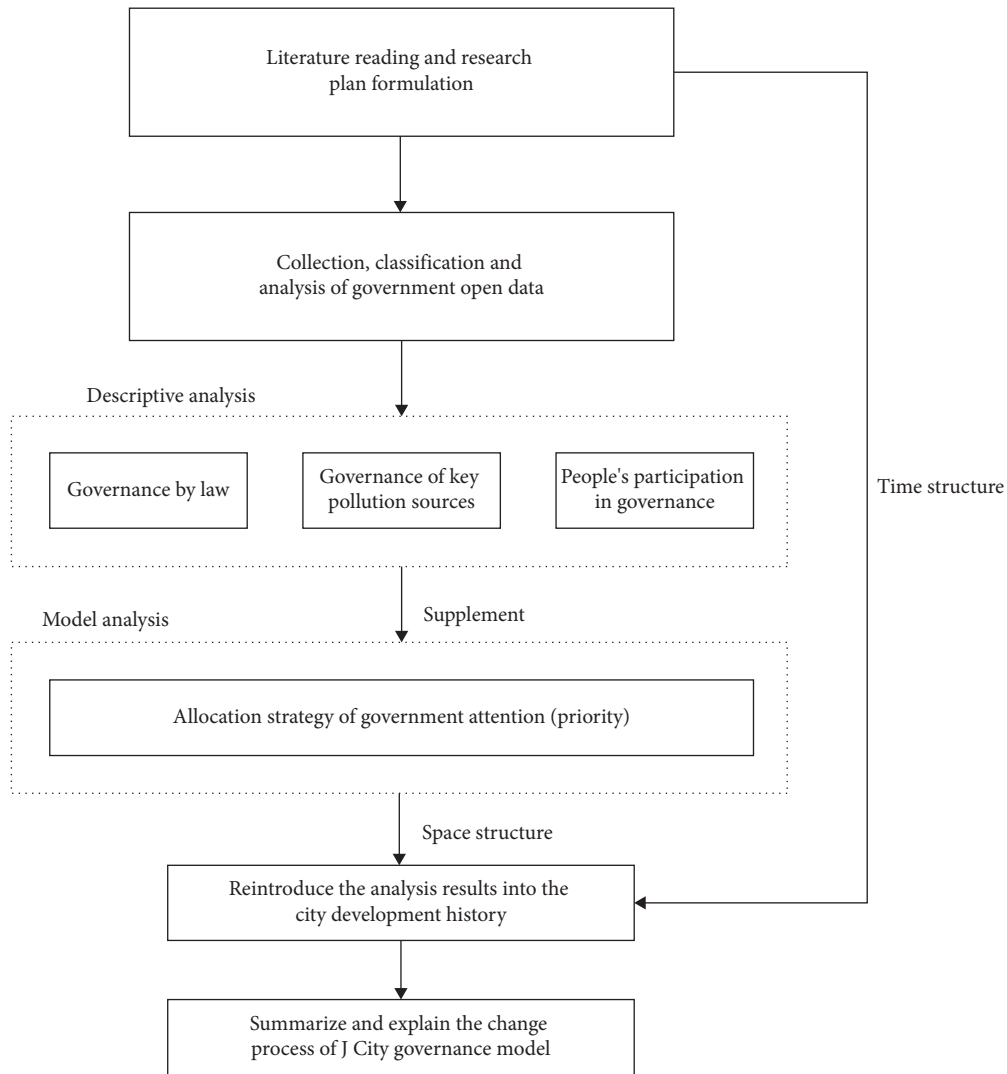 Literature reading and research
plan formulation
Collection, classification and
analysis of government open data
Descriptive analysis
Governance by law
Governance of key
pollution sources
People's participation
in governance
Time structure
Supplement
Model analysis
Allocation strategy of government attention (priority)
Space structure
Reintroduce the analysis results into the
city development history
Summarize and explain the change
process of J City governance model